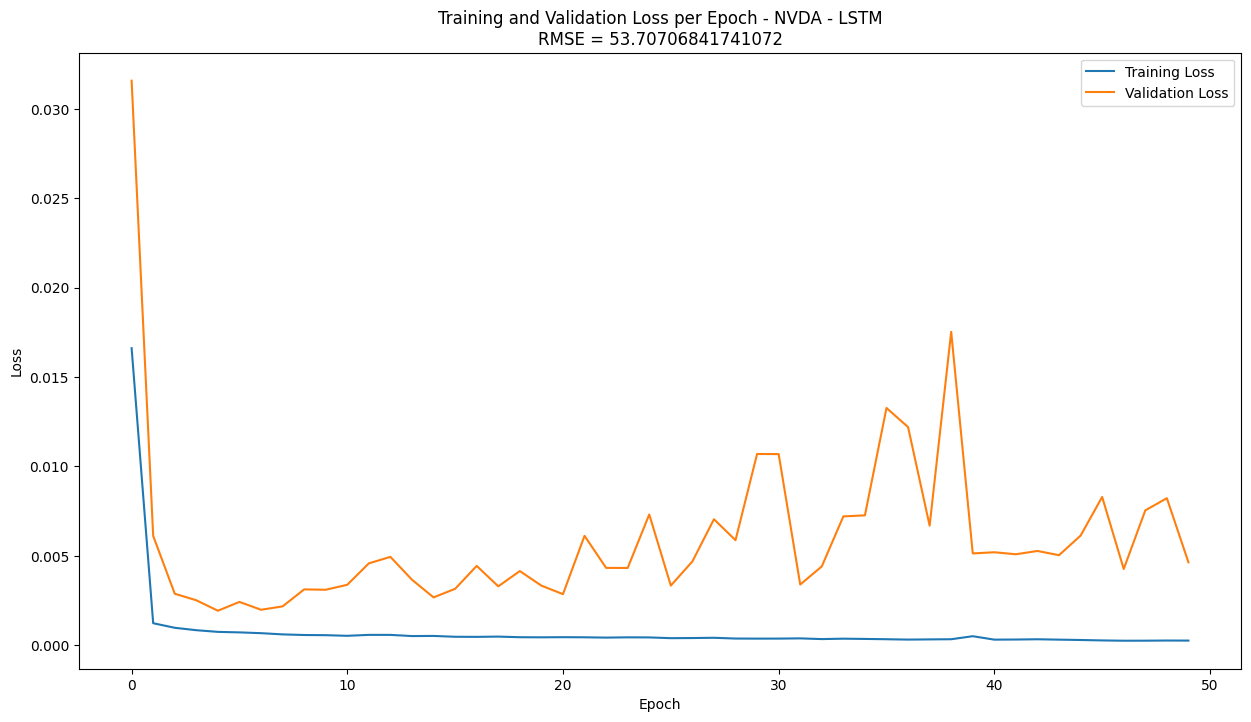 Training and Validation Loss per Epoch - NVDA - LSTM
RMSE = 53.70706841741072
Training Loss
Validation Loss
0.030
0.025
0.020
0.015
0.010
0.005
0.000
Loss
0 10 20 30 40 50
Epoch